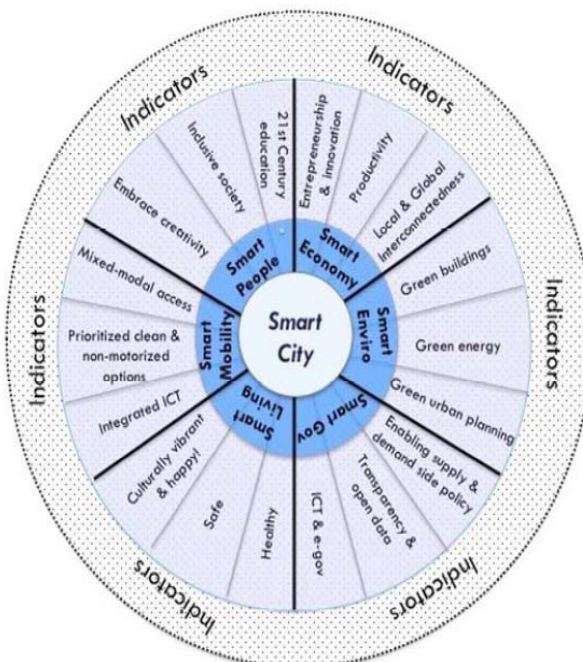 Indicators
Indicators
Indicators
Indicators
Indicators
Indicators
Smart
City
Smart
Economy
Entrepreneurship
& innovation
Productivity
Local & Global
Interconnectedness
Smart
Enviro
Green buildings
Green energy
Green urban planning
Smart Gov
Enabling supply &
demand side policy
Transparency &
open data
ICT & e-gov
Smart
Living
Healthy
Safe
Culturally vibrant
& happy!
Smart
Mobility
Integrated ICT
Prioritized clean &
non-motorized
options
Mixed-modal access
Smart
People
Embrace creativity
Inclusive society
21st Century
education